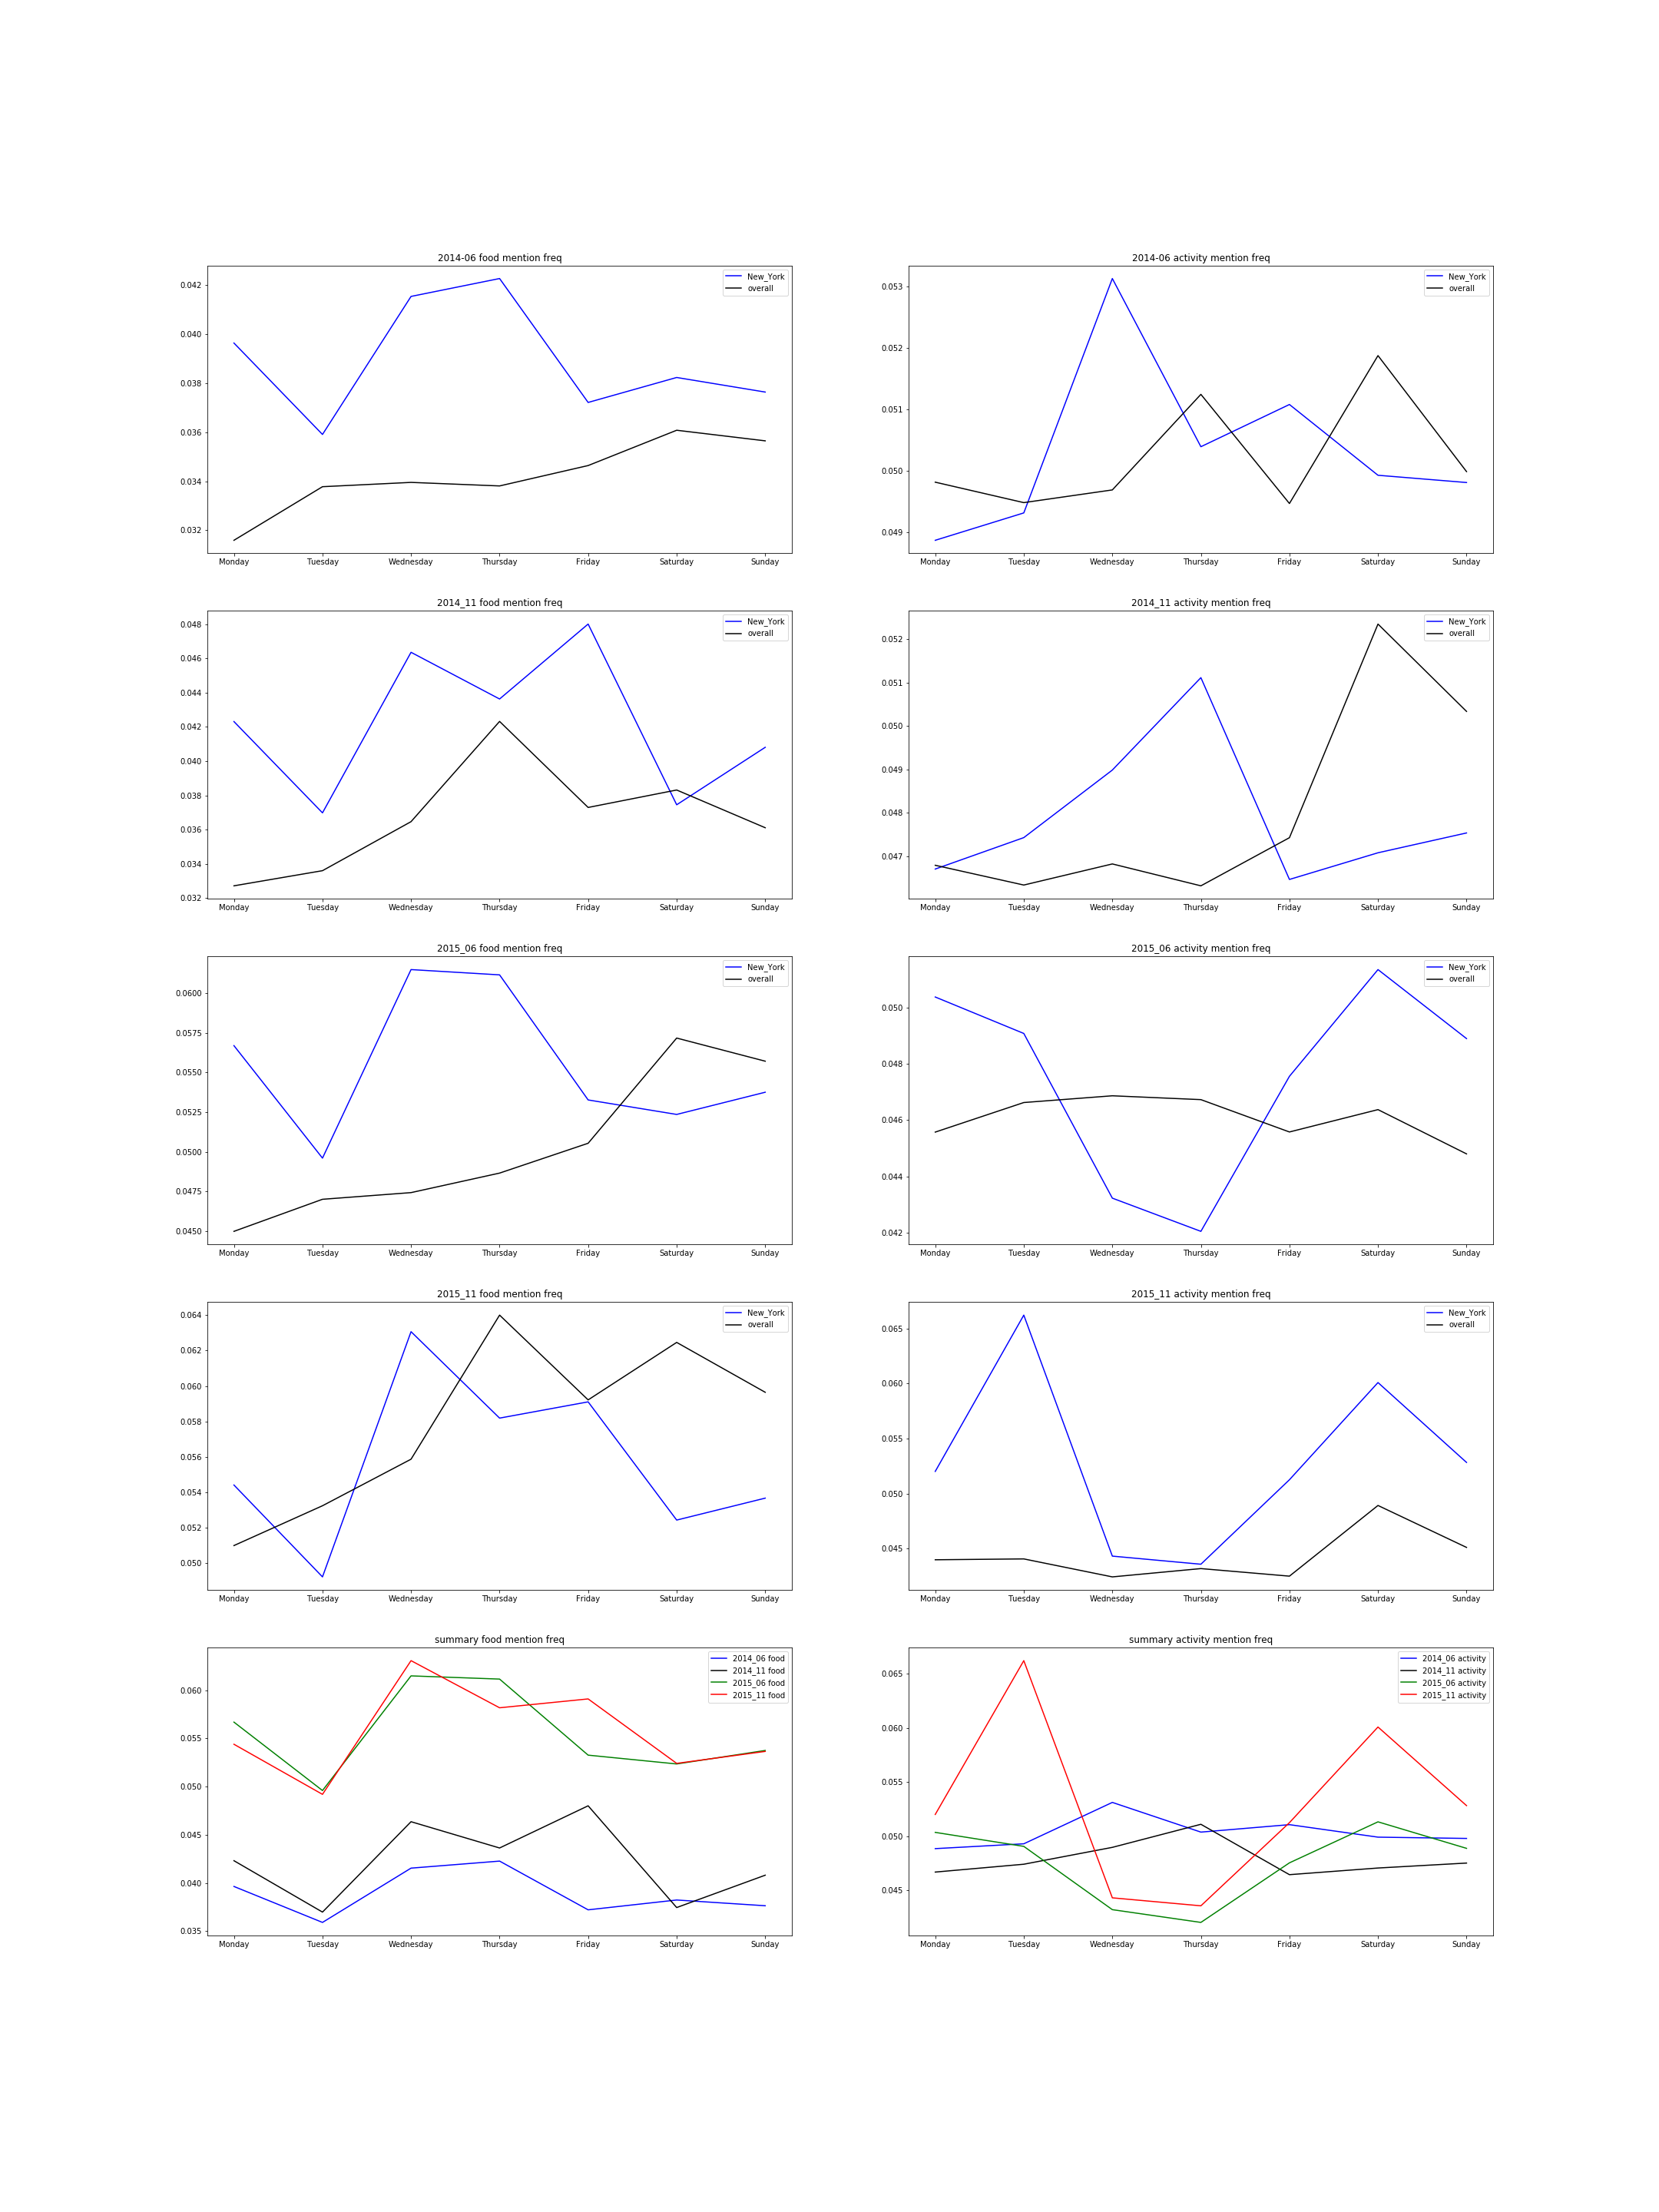 2014-06 food mention freq
New_York
overall
0.042
0.040
0.038
0.036
0.034
0.032
Monday Tuesday Wednesday Thursday Friday Saturday Sunday
2014-06 activity mention freq
New_York
overall
0.053
0.052
0.051
0.050
0.049
Monday Tuesday Wednesday Thursday Friday Saturday Sunday
2014_11 food mention freq
New_York
overall
0.048
0.046
0.044
0.042
0.040
0.038
0.036
0.034
0.032
Monday Tuesday Wednesday Thursday Friday Saturday Sunday
2014_11 activity mention freq
New_York
overall
0.052
0.051
0.050
0.049
0.048
0.047
Monday Tuesday Wednesday Thursday Friday Saturday Sunday
2015_06 food mention freq
New_York
overall
0.0600
0.0575
0.0550
0.0525
0.0500
0.0475
0.0450
Monday Tuesday Wednesday Thursday Friday Saturday Sunday
2015_06 activity mention freq
New_York
overall
0.050
0.048
0.046
0.044
0.042
Monday Tuesday Wednesday Thursday Friday Saturday Sunday
2015_11 food mention freq
New_York
overall
0.064
0.062
0.060
0.058
0.056
0.054
0.052
0.050
Monday Tuesday Wednesday Thursday Friday Saturday Sunday
2015_11 activity mention freq
New_York
overall
0.065
0.060
0.055
0.050
0.045
Monday Tuesday Wednesday Thursday Friday Saturday Sunday
summary food mention freq
2014_06 food
2014_11 food
2015_06 food
2015_11 food
0.060
0.055
0.050
0.045
0.040
0.035
Monday Tuesday Wednesday Thursday Friday Saturday Sunday
summary activity mention freq
2014_06 activity
2014_11 activity
2015_06 activity
2015_11 activity
0.065
0.060
0.055
0.050
0.045
Monday Tuesday Wednesday Thursday Friday Saturday Sunday